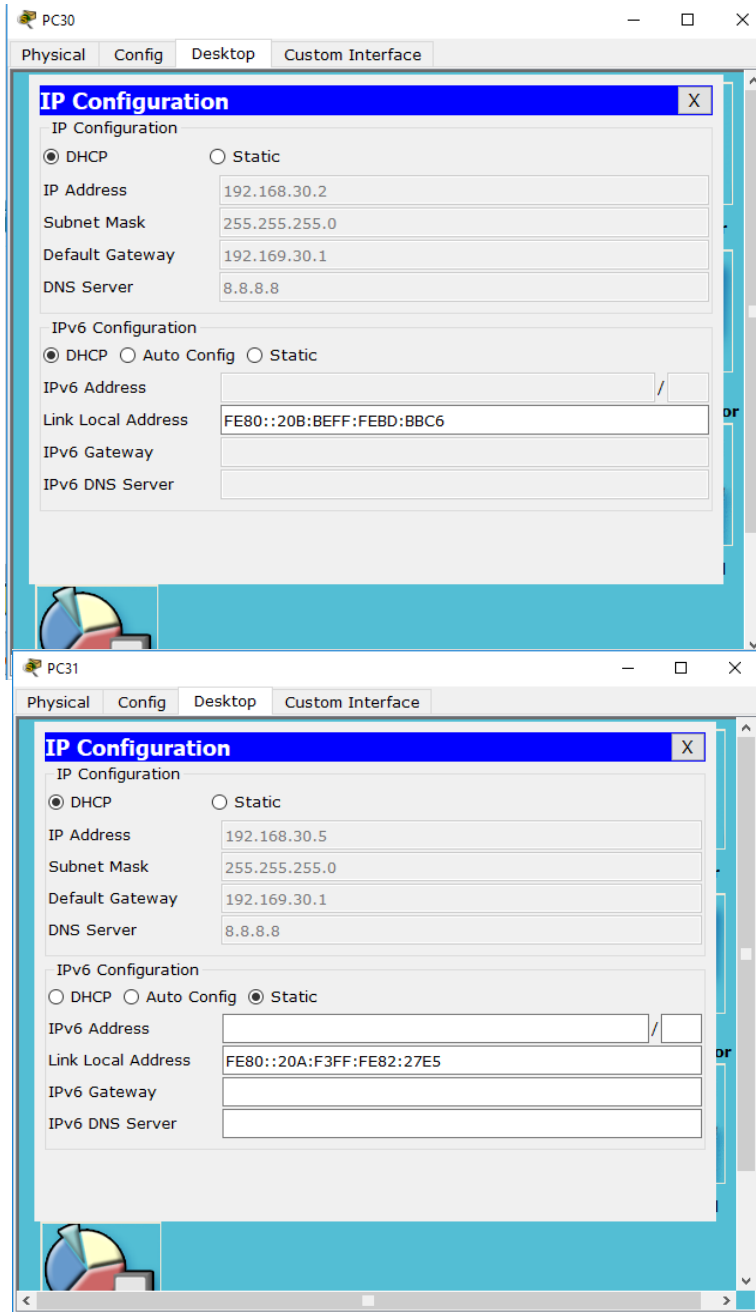 PC30
Physical Config Desktop Custom Interface
IP Configuration X
IP Configuration
DHCP Static
IP Address 192.168.30.2
Subnet Mask 255.255.255.0
Default Gateway 192.169.30.1
DNS Server 8.8.8.8
IPv6 Configuration
DHCP Auto Config Static
IPv6 Address /
or
Link Local Address FE80::20B:BEFF:FEBD:BBC6
IPv6 Gateway
IPv6 DNS Server
PC31
Physical Config Desktop Custom Interface
IP Configuration X
IP Configuration
DHCP Static
IP Address 192.168.30.5
Subnet Mask 255.255.255.0
Default Gateway 192.169.30.1
DNS Server 8.8.8.8
IPv6 Configuration
DHCP Auto Config Static
IPv6 Address /
or
Link Local Address FE80::20A:F3FF:FE82:27E5
IPv6 Gateway
IPv6 DNS Server